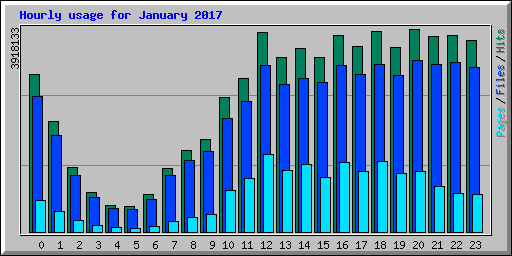 Hourly usage for January 2017
3918133
Pages/Files/Hits
0 1 2 3 4 5 6 7 8 9 10 11 12 13 14 15 16 17 18 19 20 21 22 23